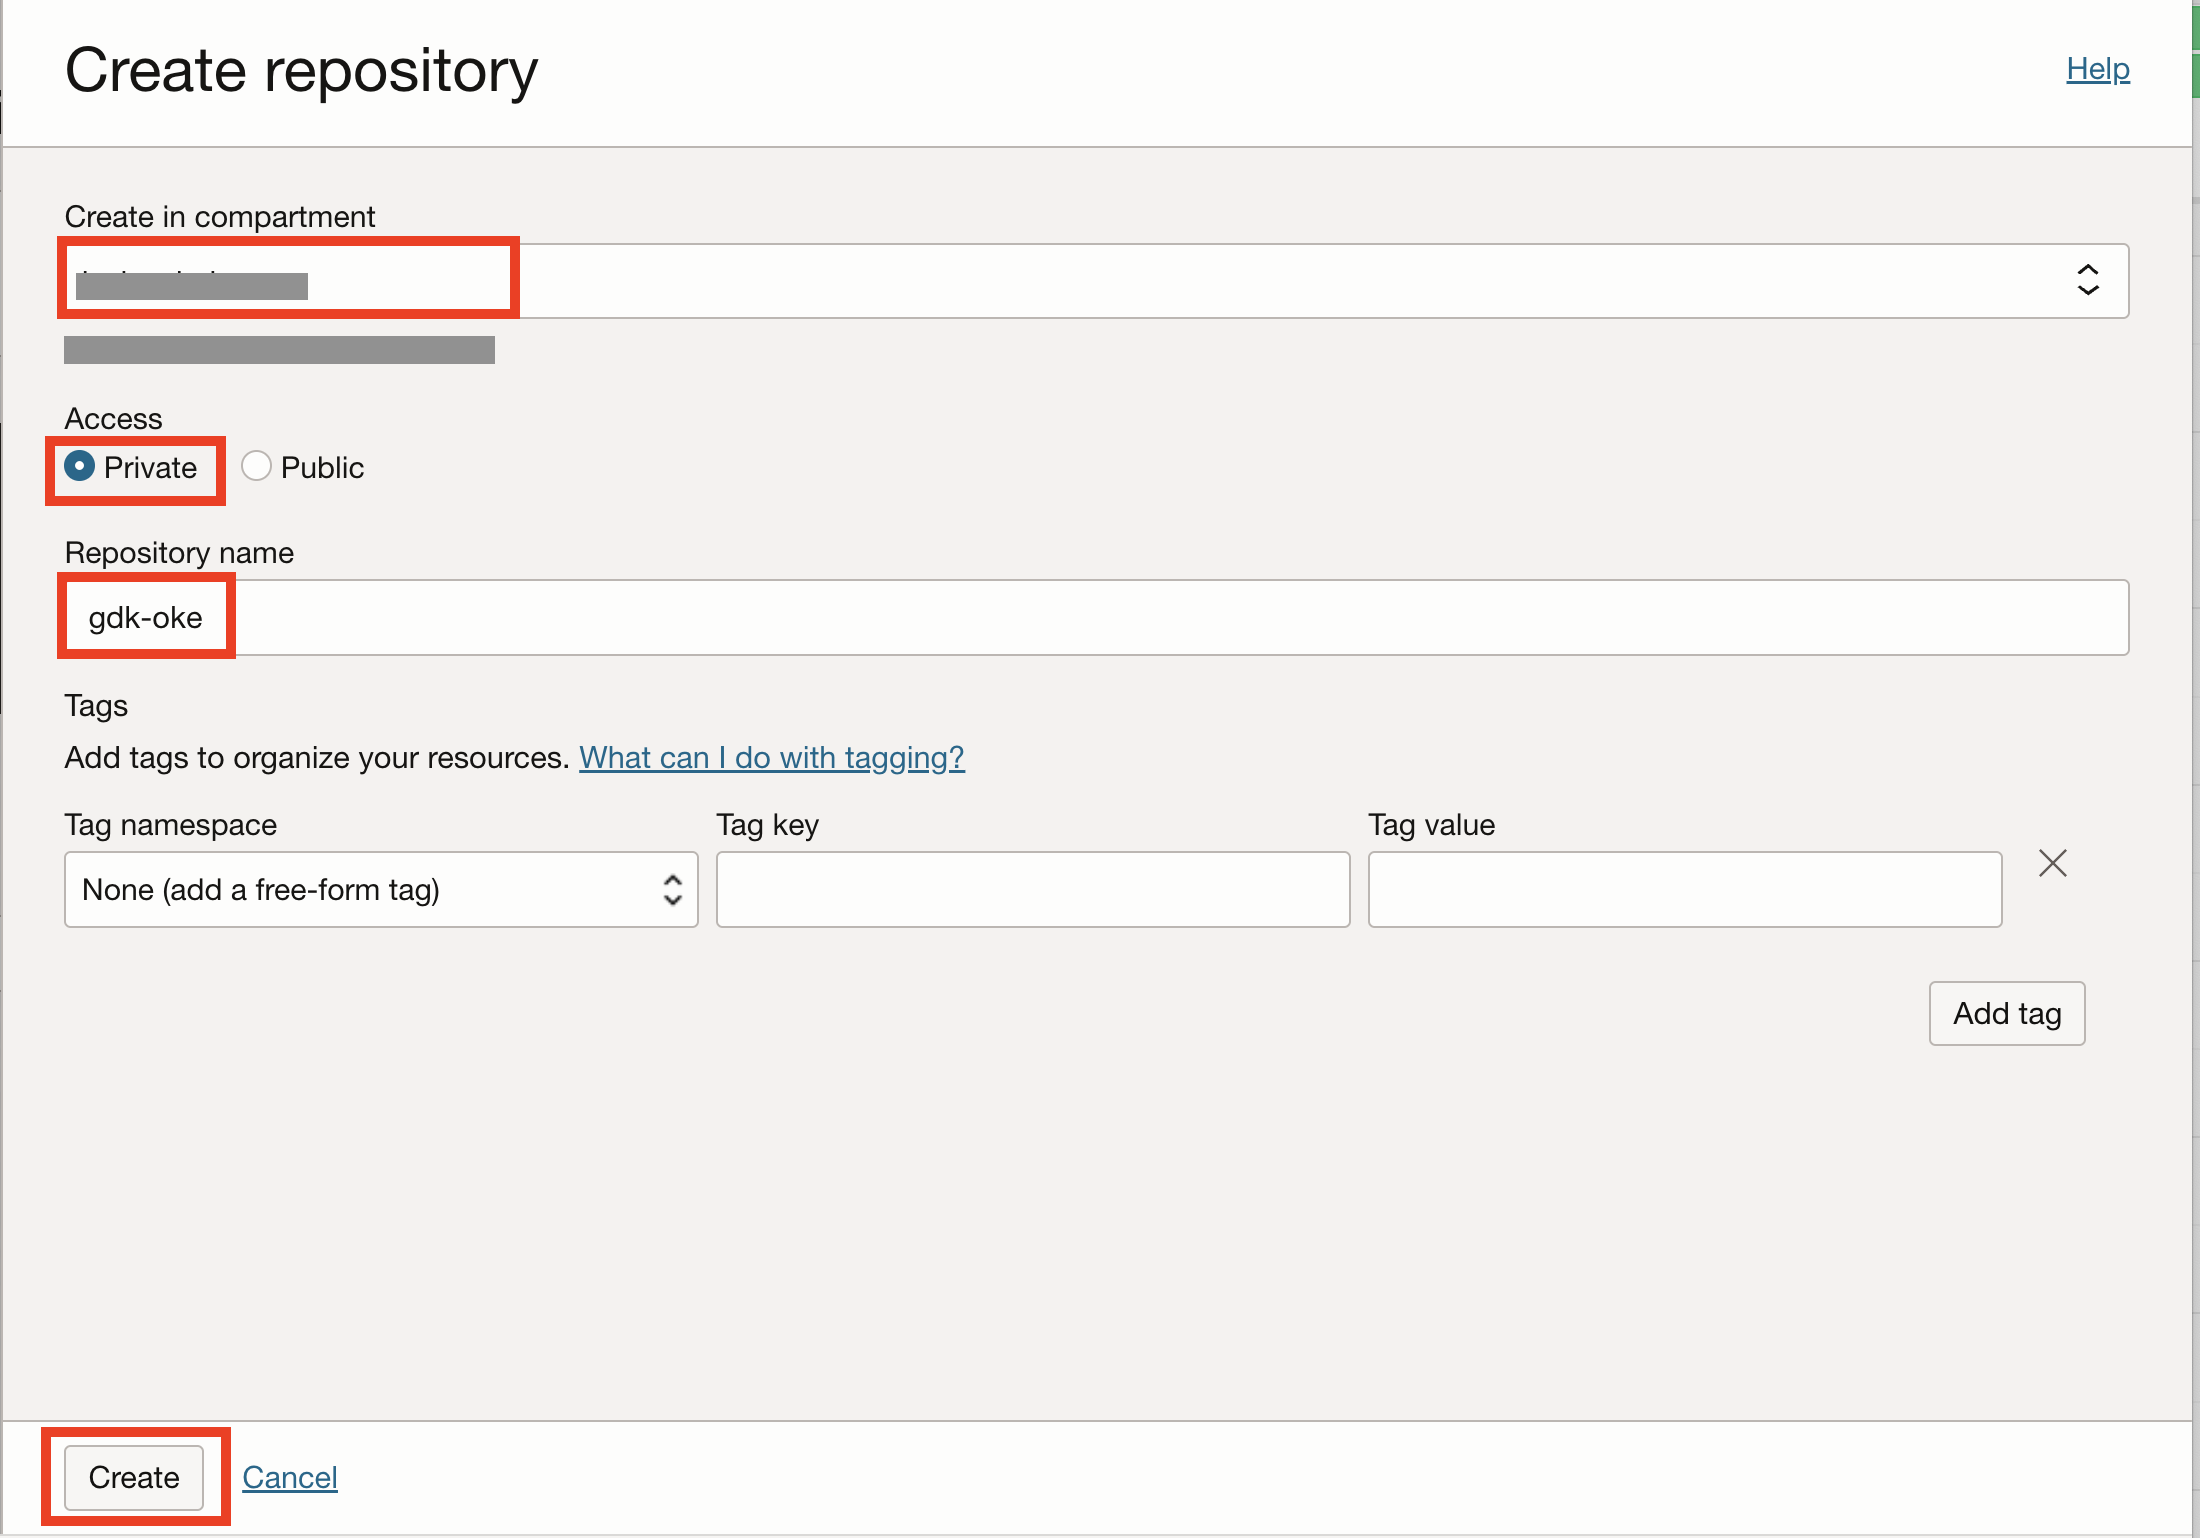 Create repository
Help
Create in compartment
Access
Private
Public
Repository name
gdk-oke
Tags
Add tags to organize your resources. What can I do with tagging?
Tag namespace
Tag key
Tag value
None (add a free-form tag)
Add tag
Create
Cancel